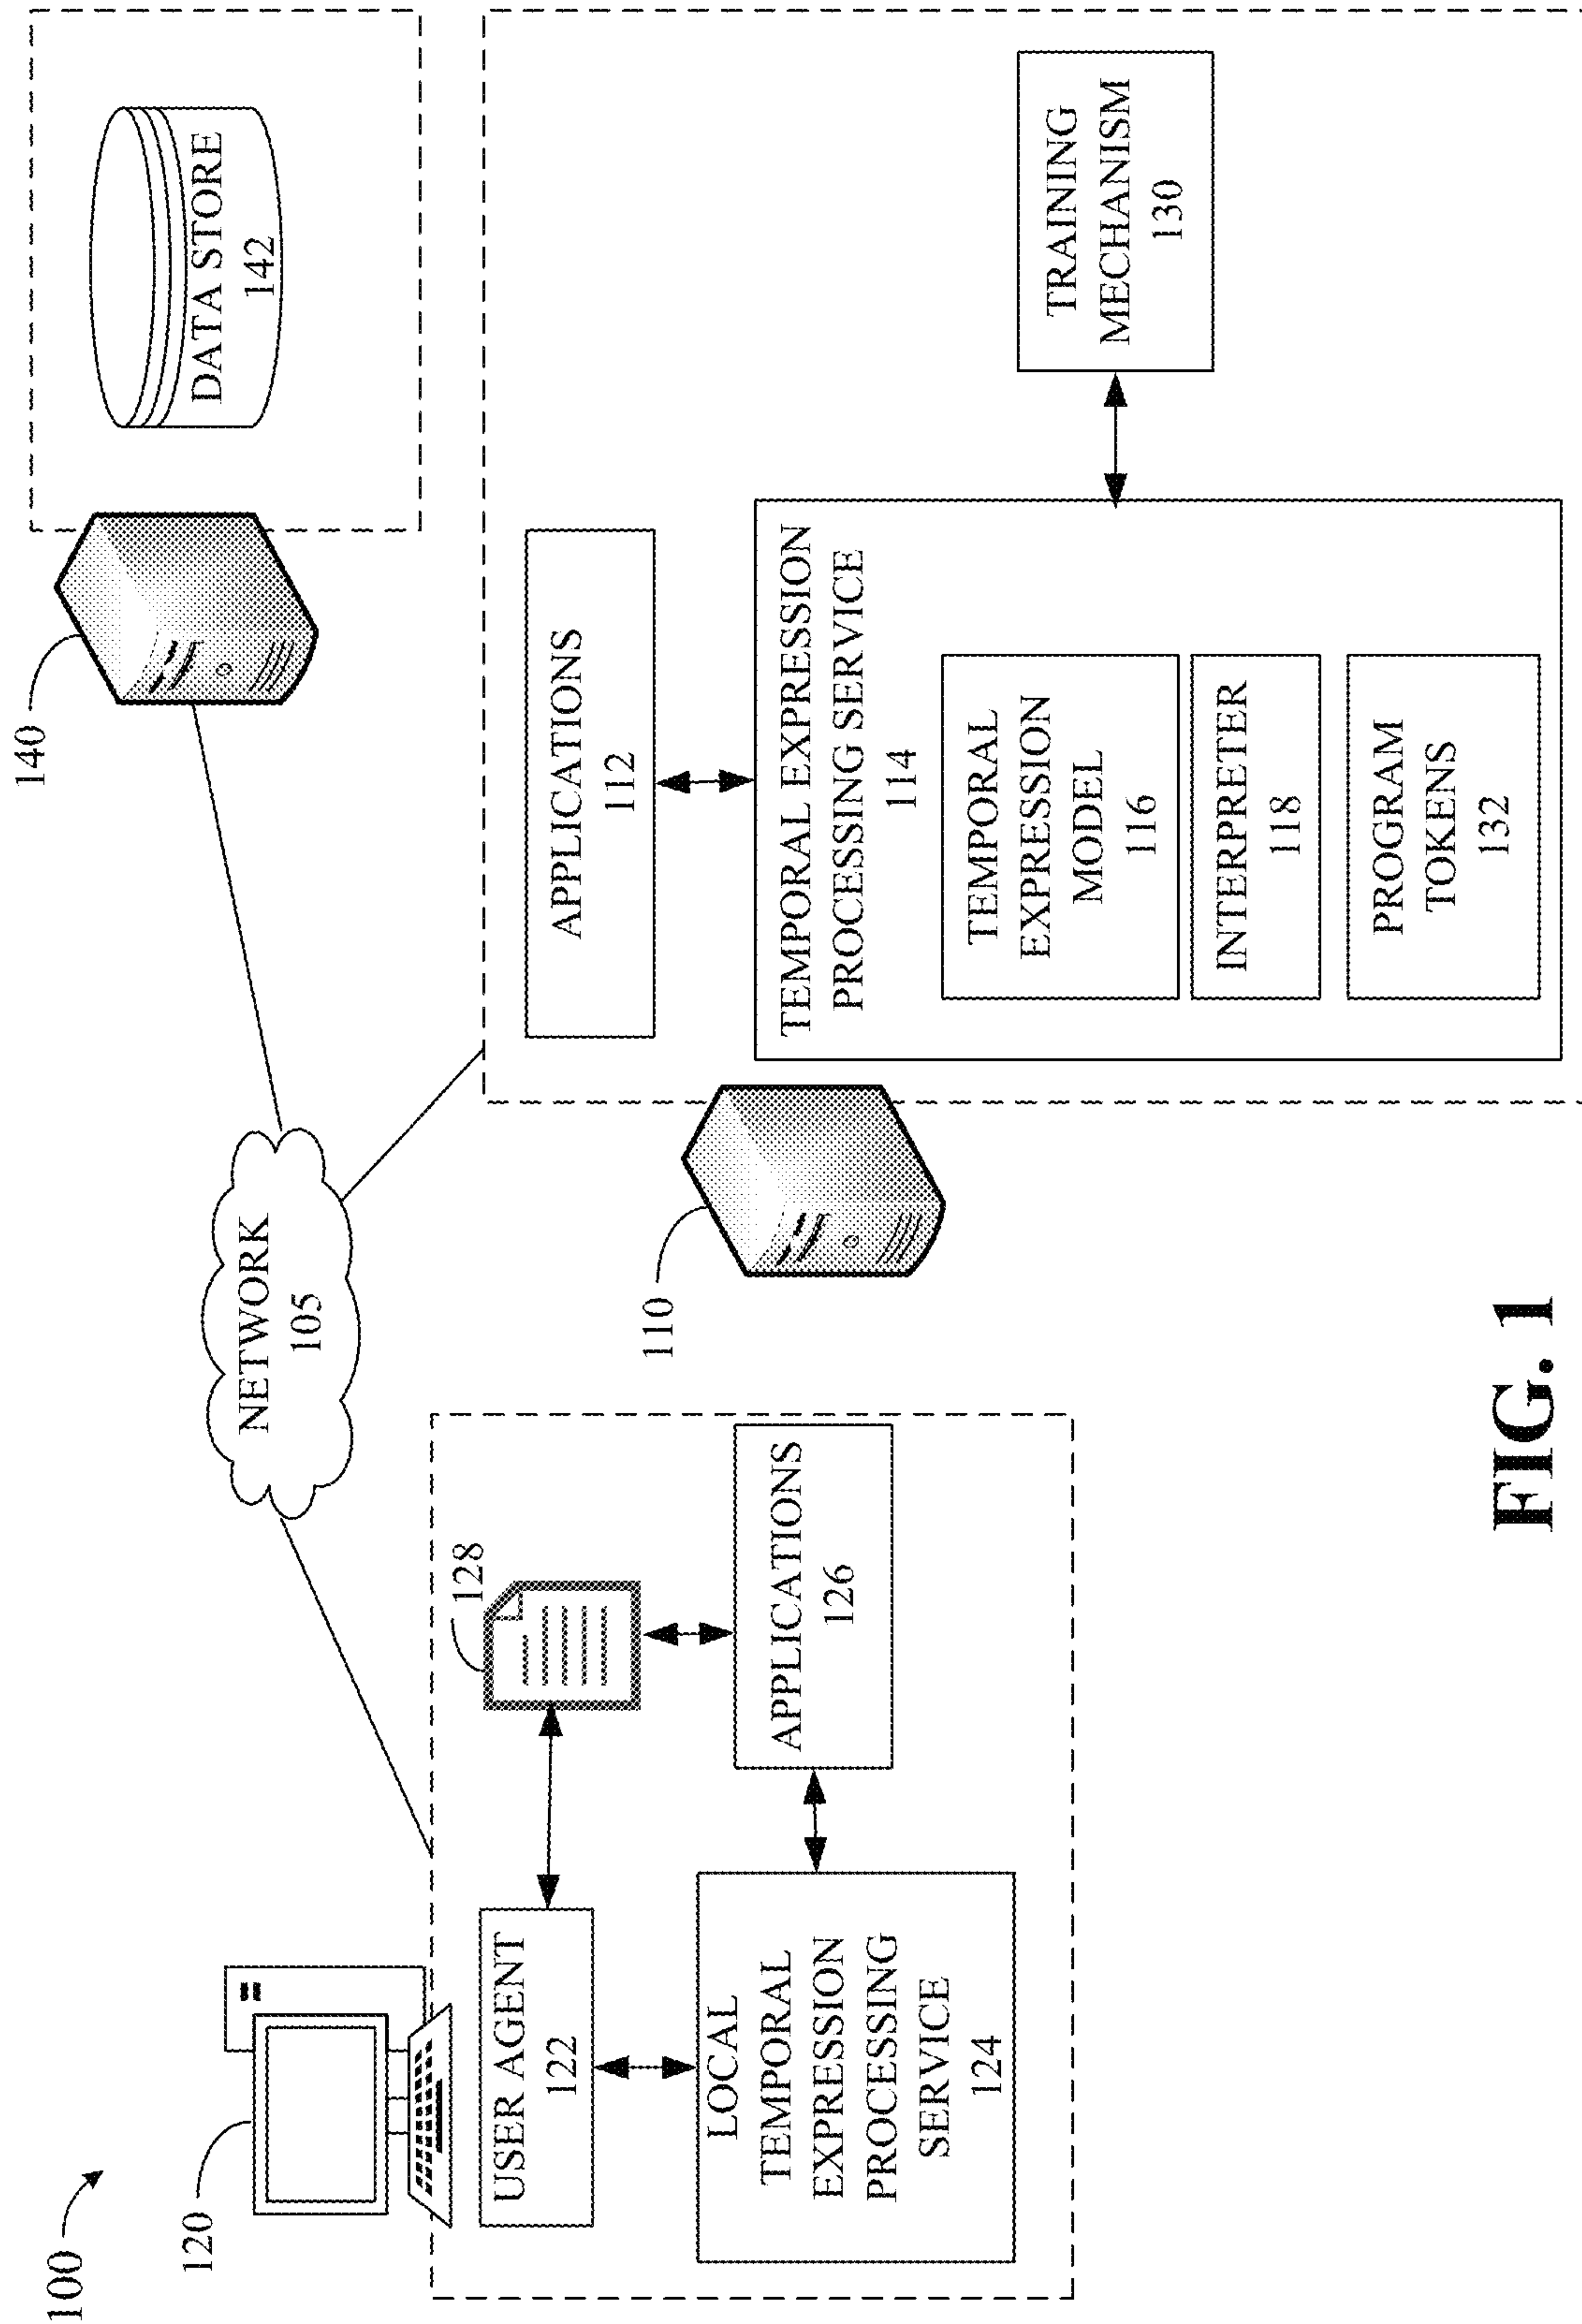 100
120
NETWORK
105
140
DATA STORE
142
USER AGENT
122
128
LOCAL
TEMPORAL
EXPRESSION
PROCESSING
SERVICE
124
APPLICATIONS
126
110
APPLICATIONS
112
TEMPORAL EXPRESSION
PROCESSING SERVICE
114
TEMPORAL
EXPRESSION
MODEL
116
INTERPRETER
118
PROGRAM
TOKENS
132
TRAINING
MECHANISM
130
FIG. 1